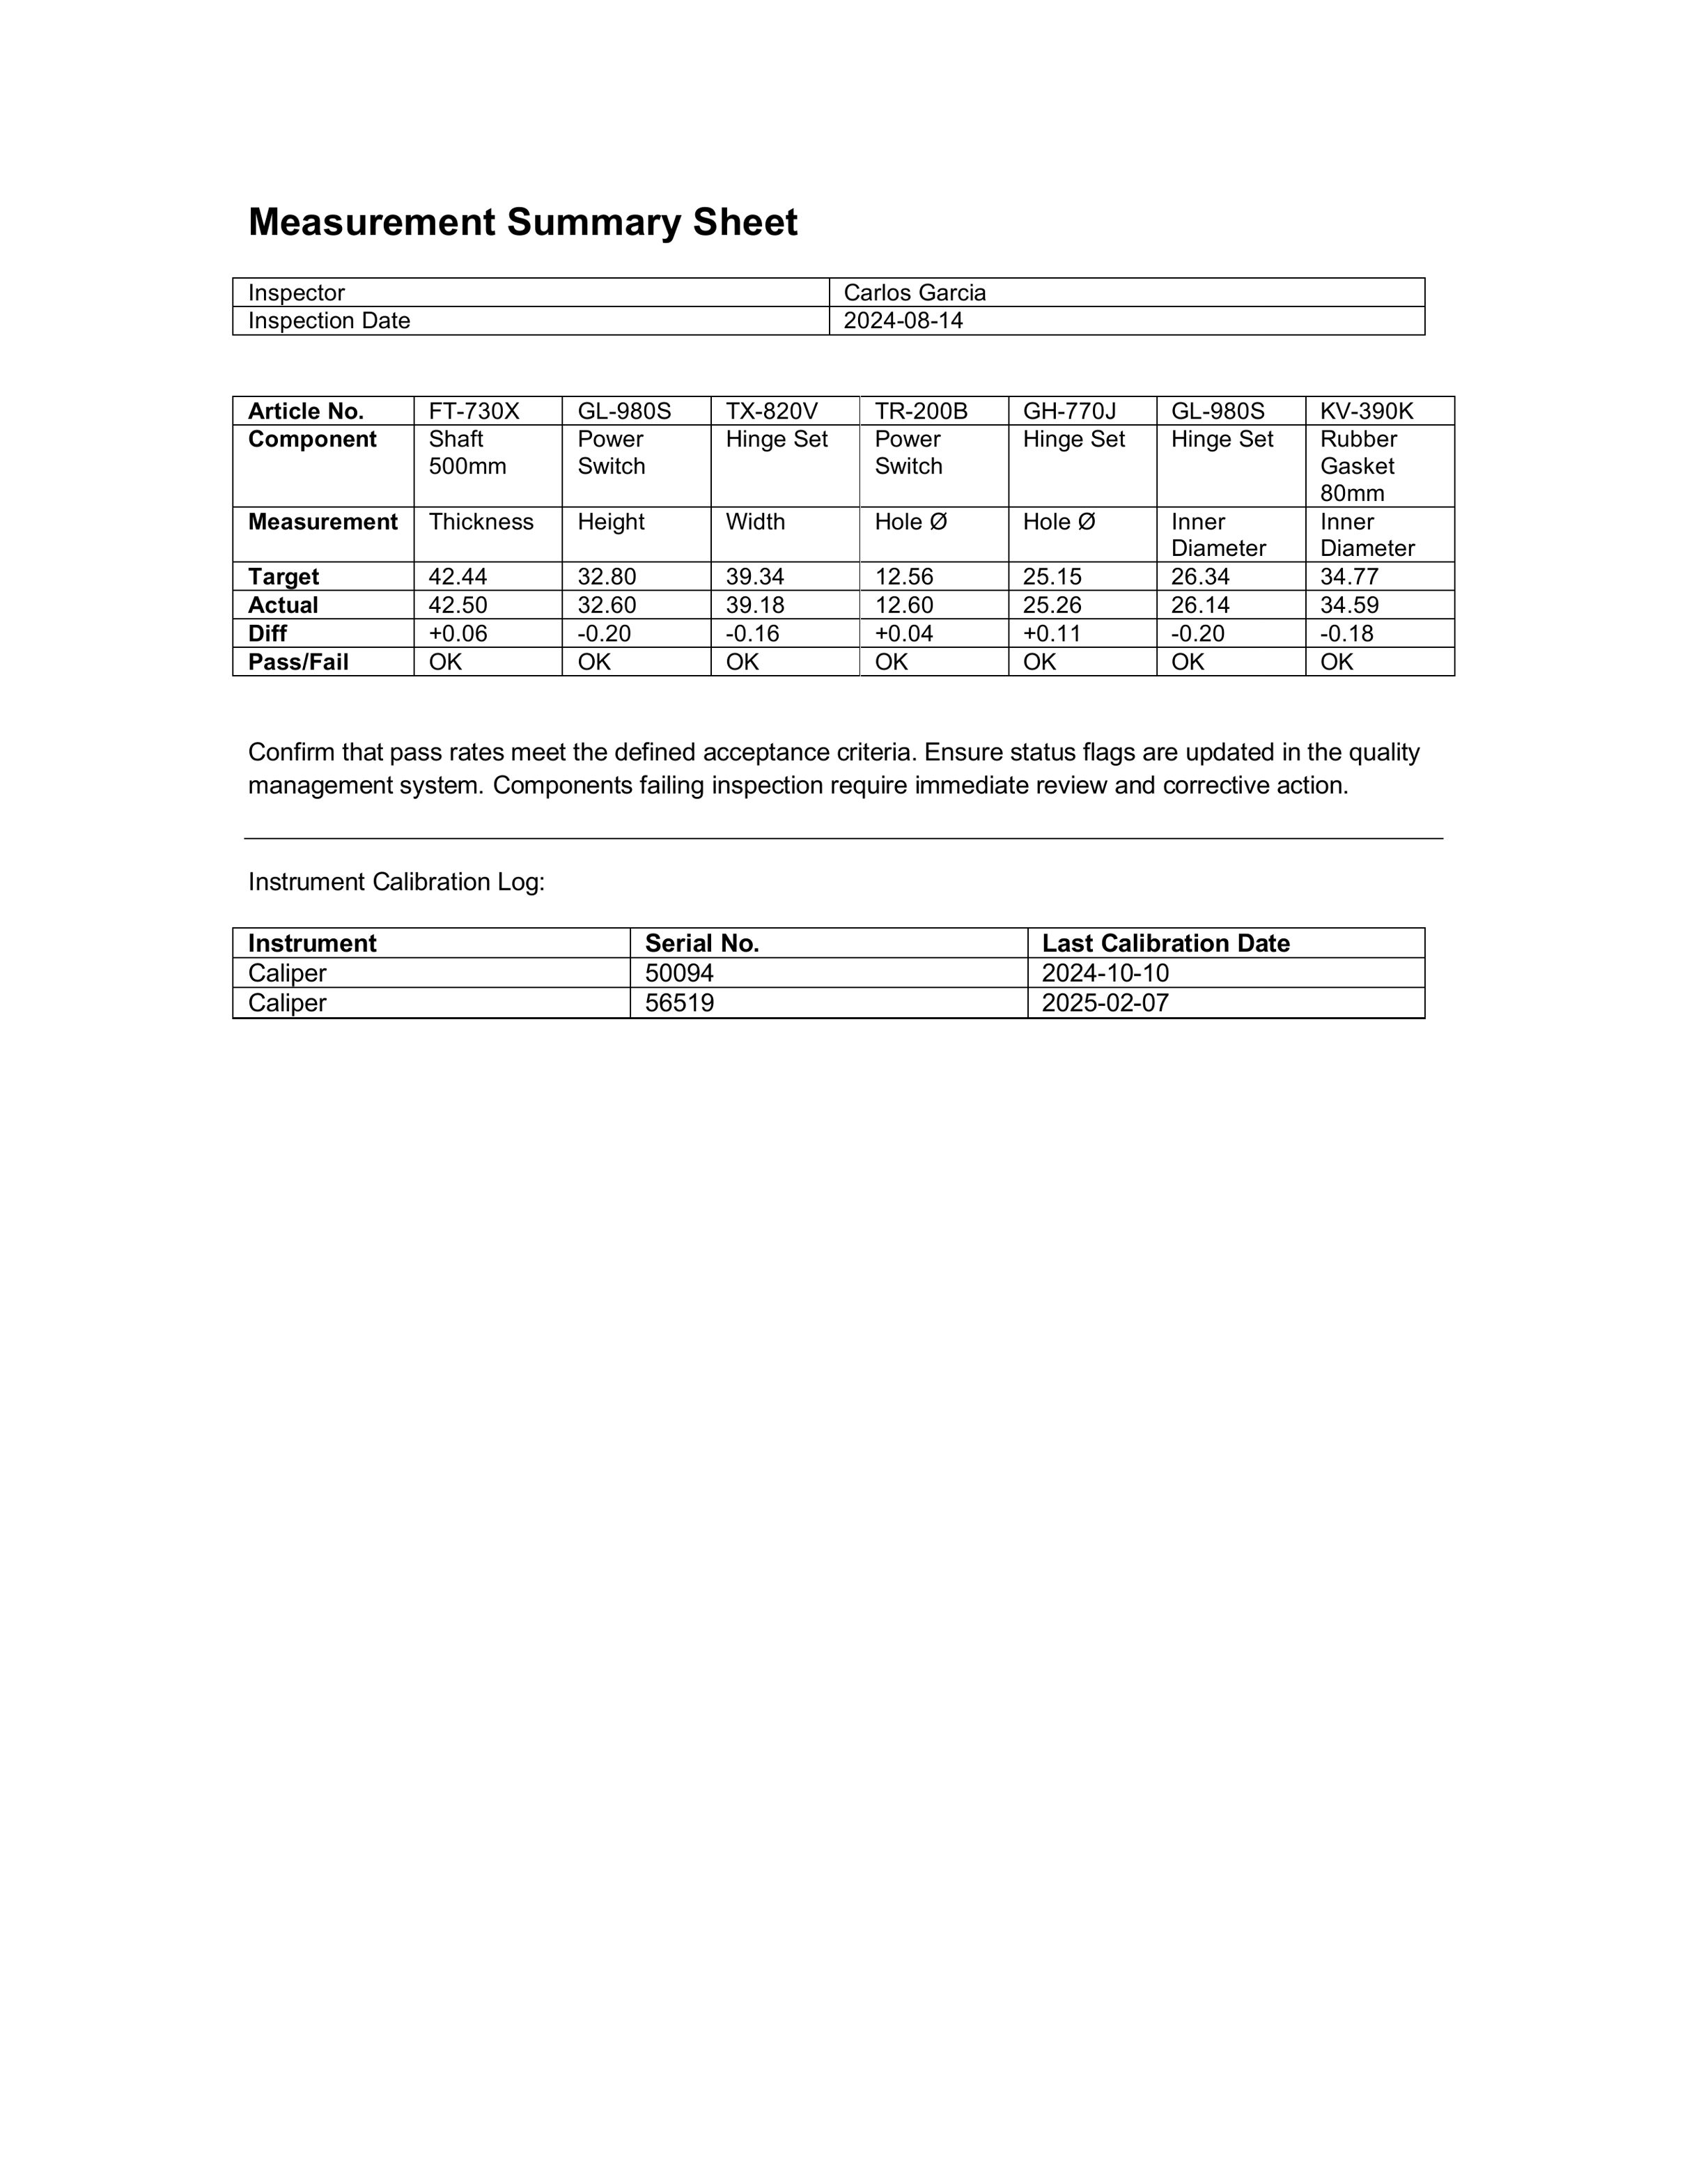 Measurement Summary Sheet
Inspector Carlos Garcia
Inspection Date 2024-08-14
Article No. FT-730X GL-980S TX-820V TR-200B GH-770J GL-980S KV-390K
Component Shaft 500mm Power Switch Hinge Set Power Switch Hinge Set Hinge Set Rubber Gasket 80mm
Measurement Thickness Height Width Hole Ø Hole Ø Inner Diameter Inner Diameter
Target 42.44 32.80 39.34 12.56 25.15 26.34 34.77
Actual 42.50 32.60 39.18 12.60 25.26 26.14 34.59
Diff +0.06 -0.20 -0.16 +0.04 +0.11 -0.20 -0.18
Pass/Fail OK OK OK OK OK OK OK
Confirm that pass rates meet the defined acceptance criteria. Ensure status flags are updated in the quality
management system. Components failing inspection require immediate review and corrective action.
Instrument Calibration Log:
Instrument Serial No. Last Calibration Date
Caliper 50094 2024-10-10
Caliper 56519 2025-02-07